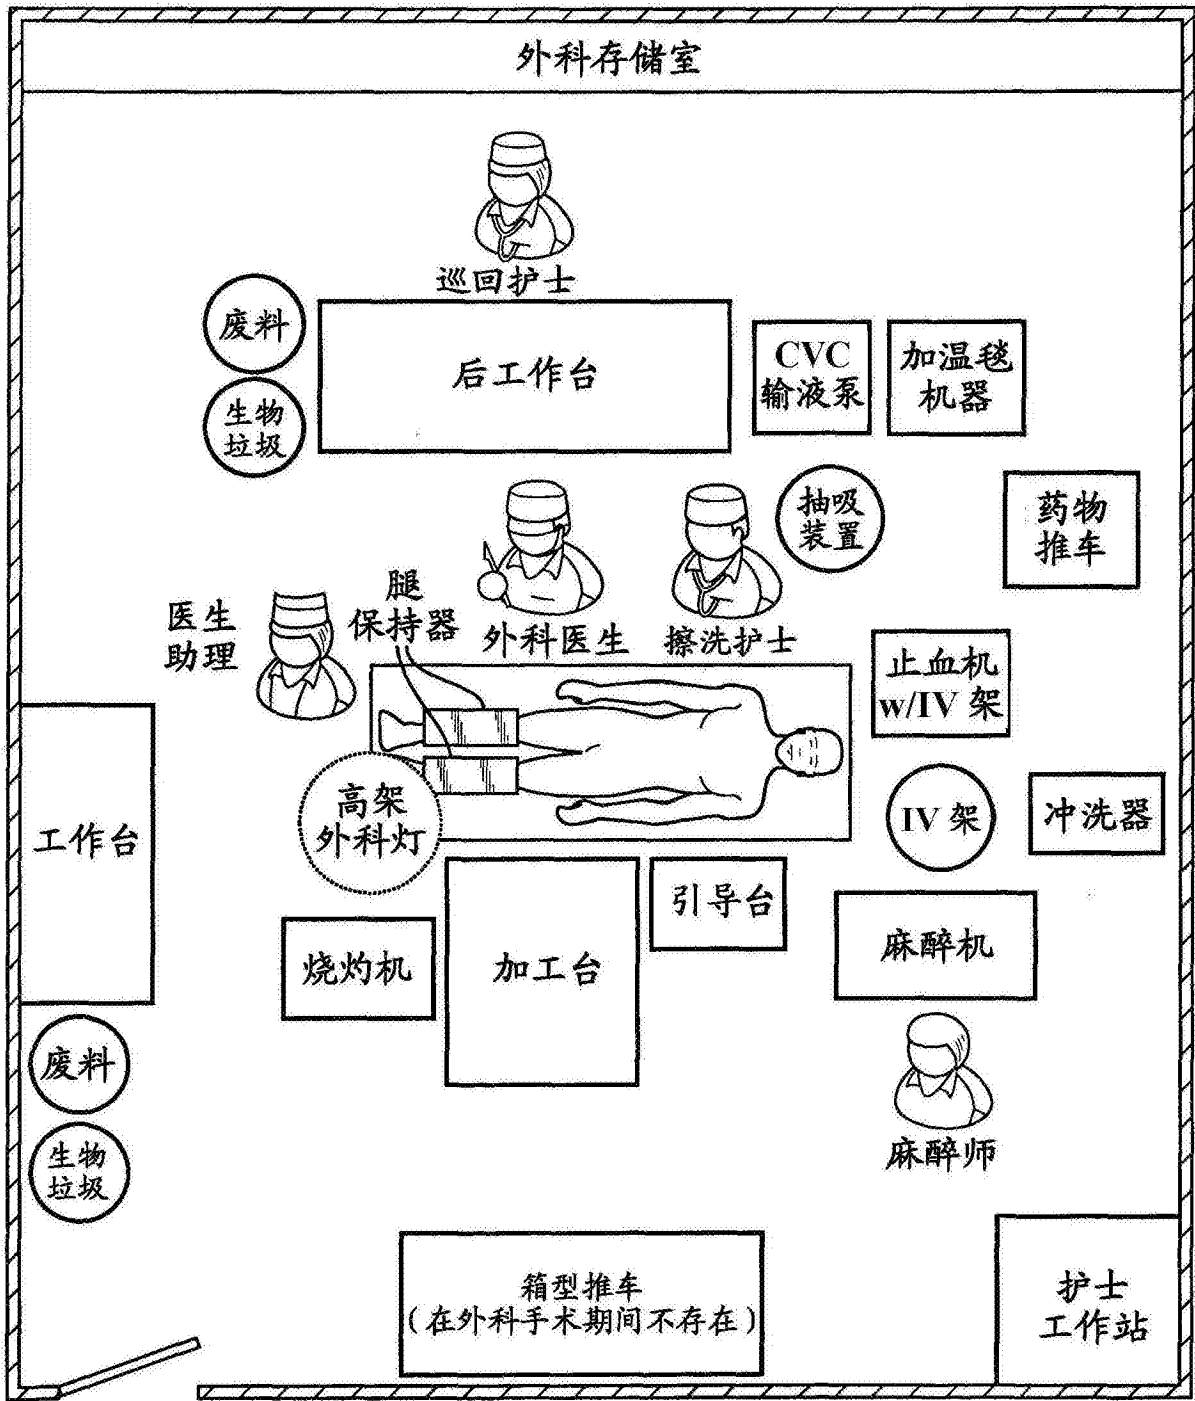 外科存储室
巡回护士
废料
生物
垃圾
后工作台
CVC
输液泵
加温毯
机器
抽吸
装置
药物
推车
医生
助理
腿
保持器
外科医生
擦洗护士
止血机
w/IV 架
工作台
高架
外科灯
IV 架
冲洗器
引导台
烧灼机
加工台
麻醉机
废料
生物
垃圾
麻醉师
箱型推车
(在外科手术期间不存在)
护士
工作站